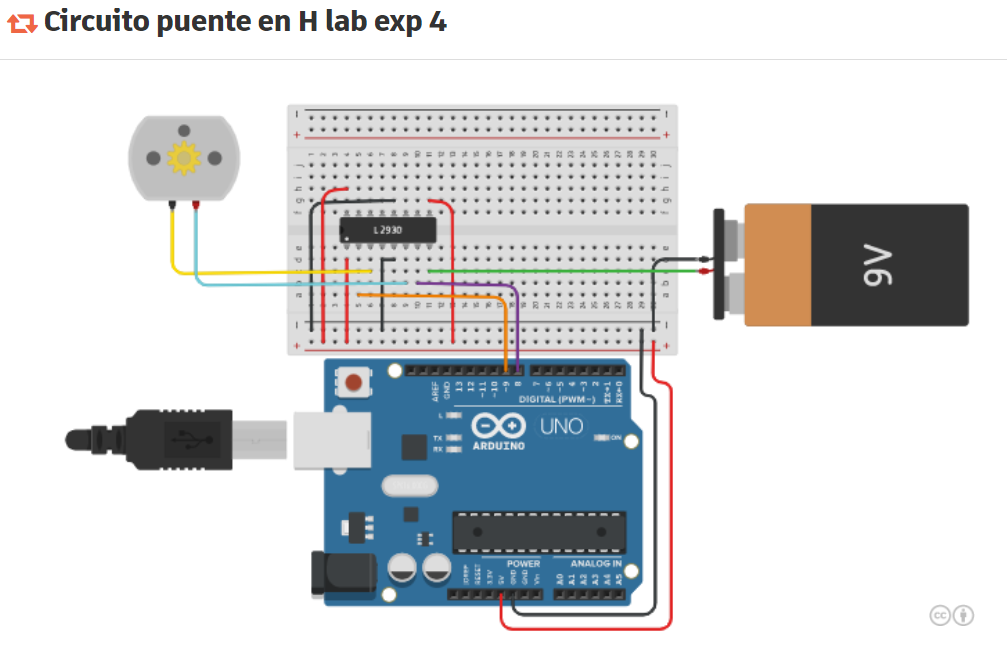 Circuito puente en H lab exp 4
L2930
9V
AREF
GND
13
12
~11
~10
~9
8
7
~6
~5
4
~3
2
TX→1
RX←0
DIGITAL (PWM~)
L
TX
RX
UNO
ARDUINO
ON
POWER
ANALOG IN
IOREF
RESET
3.3V
5V
GND
GND
Vin
A0
A1
A2
A3
A4
A5
cc